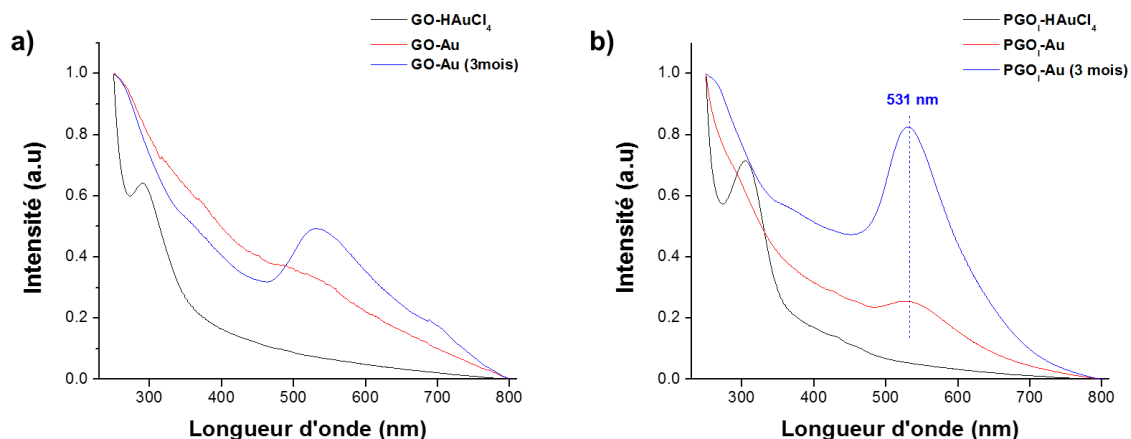 a)
GO-HAuCl₄
GO-Au
GO-Au (3mois)
Intensité (a.u)
1.0
0.8
0.6
0.4
0.2
0.0
300 400 500 600 700 800
Longueur d'onde (nm)
b)
PGOₗ-HAuCl₄
PGOₗ-Au
PGOₗ-Au (3 mois)
531 nm
Intensité (a.u)
1.0
0.8
0.6
0.4
0.2
0.0
300 400 500 600 700 800
Longueur d'onde (nm)